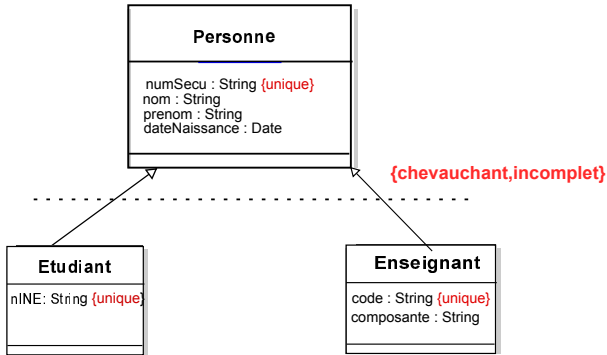 Personne
numSecu : String {unique}
nom : String
prenom : String
dateNaissance : Date
{chevauchant,incomplet}
Etudiant
nINE: String {unique}
Enseignant
code : String {unique}
composante : String